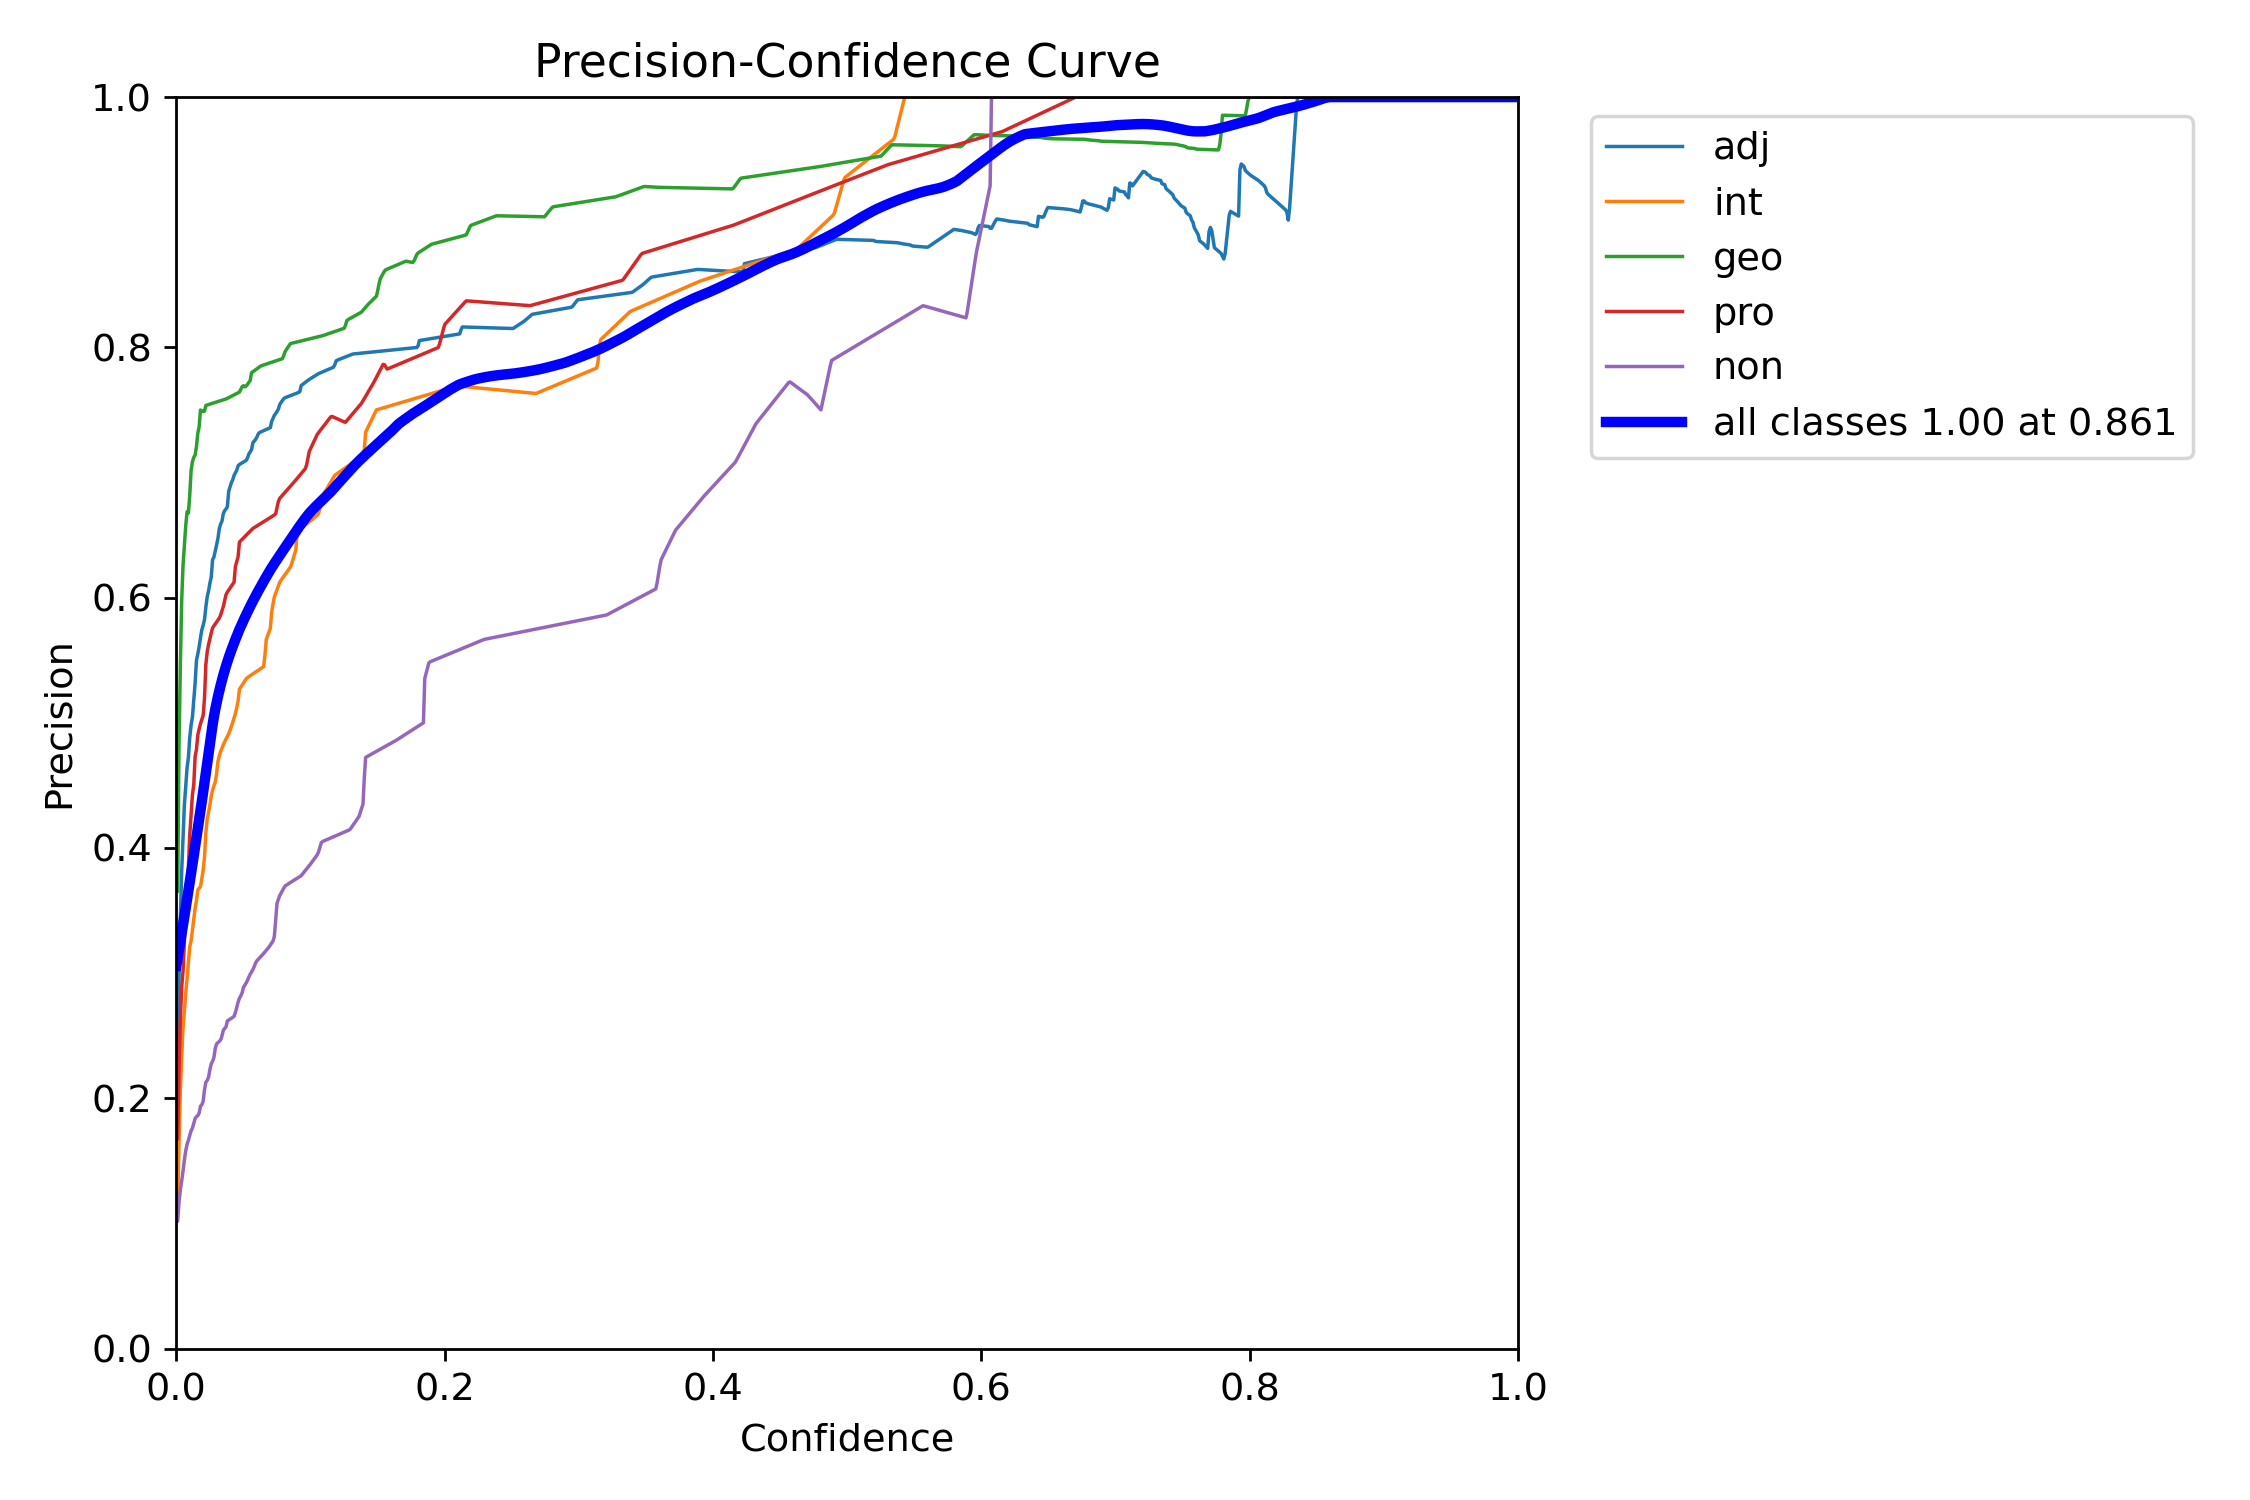 Precision-Confidence Curve
1.0
0.8
0.6
0.4
0.2
0.0
Precision
0.0 0.2 0.4 0.6 0.8 1.0
Confidence
adj
int
geo
pro
non
all classes 1.00 at 0.861